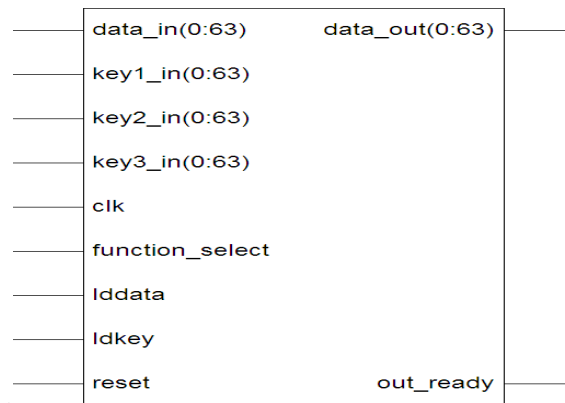 data_in(0:63) data_out(0:63)
key1_in(0:63)
key2_in(0:63)
key3_in(0:63)
clk
function_select
lddata
ldkey
reset out_ready